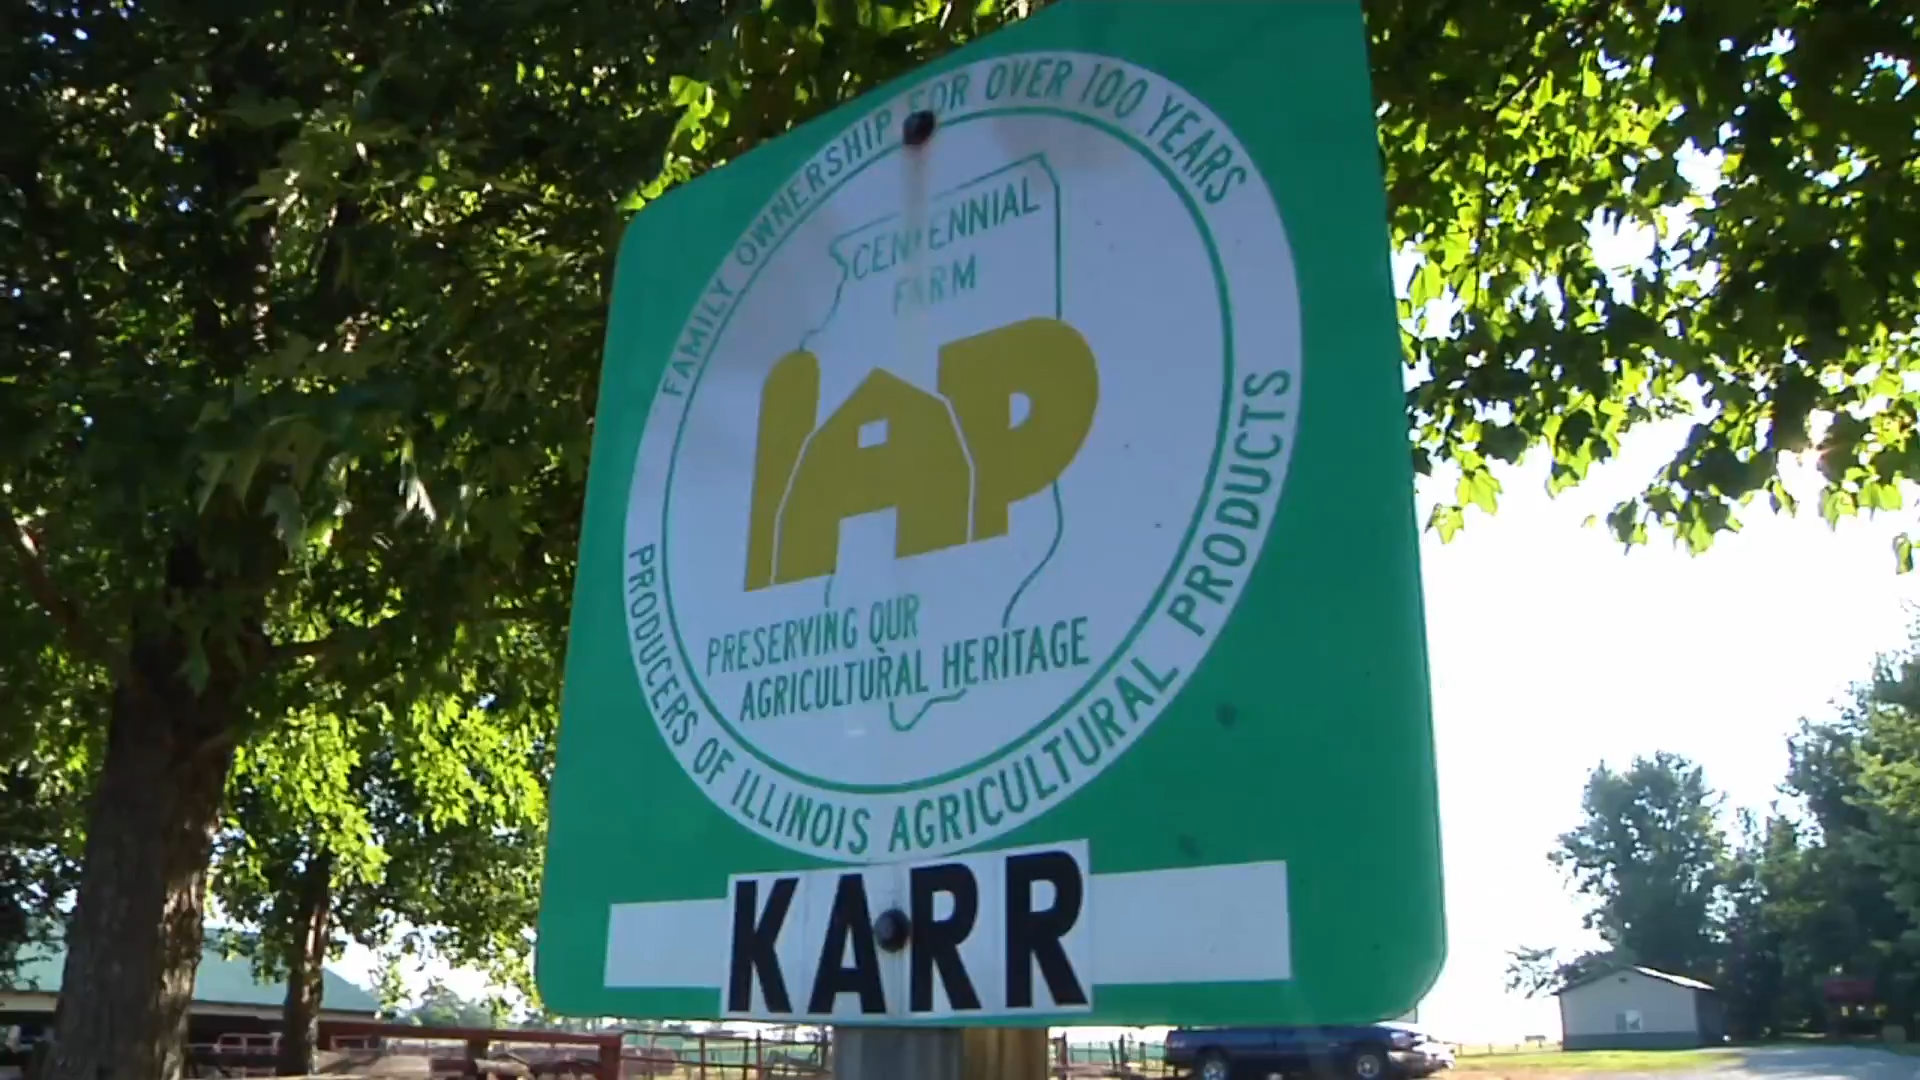 FAMILY OWNERSHIP FOR OVER 100 YEARS
CENTENNIAL
FARM
IAP
PRESERVING OUR
AGRICULTURAL HERITAGE
PRODUCERS OF ILLINOIS AGRICULTURAL PRODUCTS
KARR